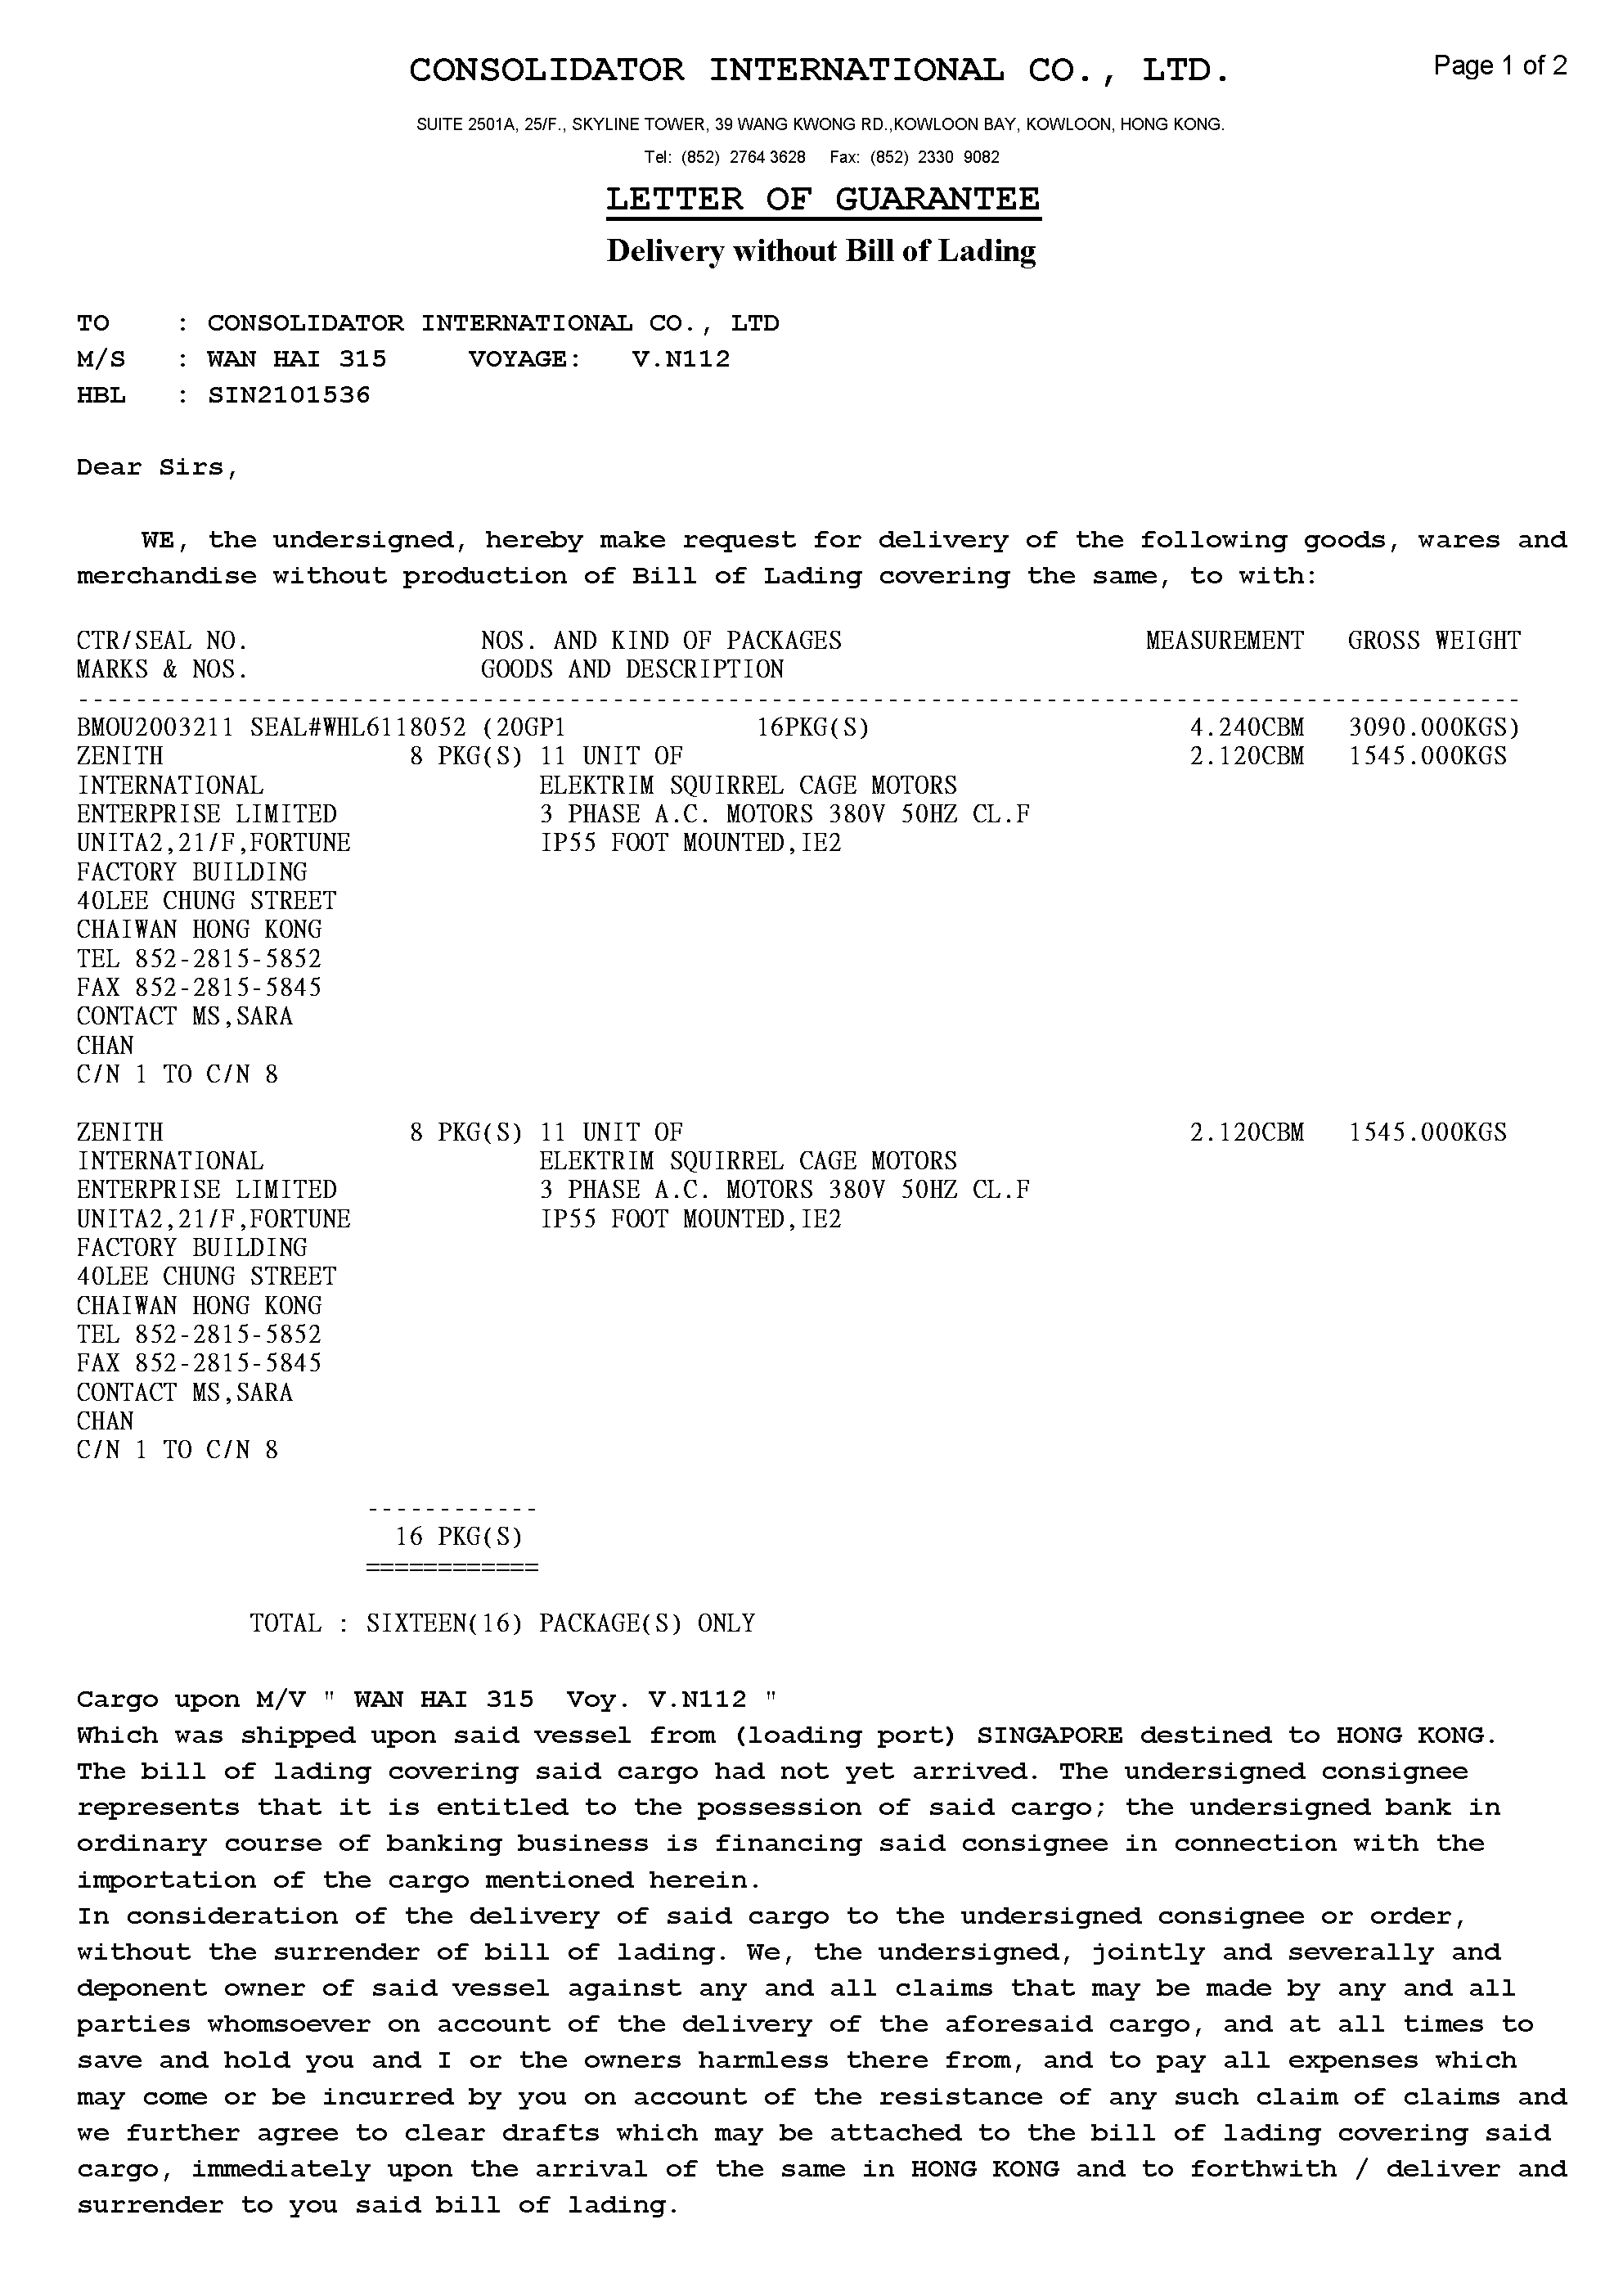 CONSOLIDATOR INTERNATIONAL CO., LTD.
Page 1 of 2
SUITE 2501A, 25/F., SKYLINE TOWER, 39 WANG KWONG RD.,KOWLOON BAY, KOWLOON, HONG KONG.
Tel: (852) 2764 3628 Fax: (852) 2330 9082
LETTER OF GUARANTEE
Delivery without Bill of Lading
TO : CONSOLIDATOR INTERNATIONAL CO., LTD
M/S : WAN HAI 315 VOYAGE: V.N112
HBL : SIN2101536
Dear Sirs,
WE, the undersigned, hereby make request for delivery of the following goods, wares and
merchandise without production of Bill of Lading covering the same, to with:
CTR/SEAL NO. NOS. AND KIND OF PACKAGES MEASUREMENT GROSS WEIGHT
MARKS & NOS. GOODS AND DESCRIPTION
----------------------------------------------------------------------------------------------------
BMOU2003211 SEAL#WHL6118052 (20GP1 16PKG(S) 4.240CBM 3090.000KGS)
ZENITH 8 PKG(S) 11 UNIT OF 2.120CBM 1545.000KGS
INTERNATIONAL ELEKTRIM SQUIRREL CAGE MOTORS
ENTERPRISE LIMITED 3 PHASE A.C. MOTORS 380V 50HZ CL.F
UNITA2,21/F,FORTUNE IP55 FOOT MOUNTED,IE2
FACTORY BUILDING
40LEE CHUNG STREET
CHAIWAN HONG KONG
TEL 852-2815-5852
FAX 852-2815-5845
CONTACT MS,SARA
CHAN
C/N 1 TO C/N 8
ZENITH 8 PKG(S) 11 UNIT OF 2.120CBM 1545.000KGS
INTERNATIONAL ELEKTRIM SQUIRREL CAGE MOTORS
ENTERPRISE LIMITED 3 PHASE A.C. MOTORS 380V 50HZ CL.F
UNITA2,21/F,FORTUNE IP55 FOOT MOUNTED,IE2
FACTORY BUILDING
40LEE CHUNG STREET
CHAIWAN HONG KONG
TEL 852-2815-5852
FAX 852-2815-5845
CONTACT MS,SARA
CHAN
C/N 1 TO C/N 8
------------
16 PKG(S)
============
TOTAL : SIXTEEN(16) PACKAGE(S) ONLY
Cargo upon M/V " WAN HAI 315 Voy. V.N112 "
Which was shipped upon said vessel from (loading port) SINGAPORE destined to HONG KONG.
The bill of lading covering said cargo had not yet arrived. The undersigned consignee
represents that it is entitled to the possession of said cargo; the undersigned bank in
ordinary course of banking business is financing said consignee in connection with the
importation of the cargo mentioned herein.
In consideration of the delivery of said cargo to the undersigned consignee or order,
without the surrender of bill of lading. We, the undersigned, jointly and severally and
deponent owner of said vessel against any and all claims that may be made by any and all
parties whomsoever on account of the delivery of the aforesaid cargo, and at all times to
save and hold you and I or the owners harmless there from, and to pay all expenses which
may come or be incurred by you on account of the resistance of any such claim of claims and
we further agree to clear drafts which may be attached to the bill of lading covering said
cargo, immediately upon the arrival of the same in HONG KONG and to forthwith / deliver and
surrender to you said bill of lading.